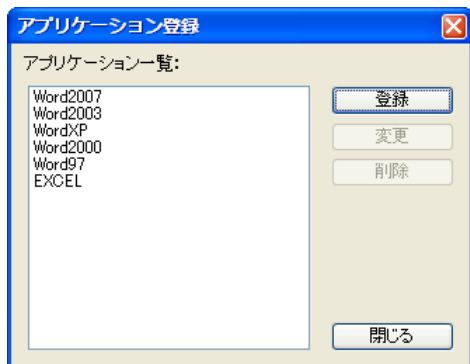 アプリケーション登録
アプリケーション一覧:
Word2007
Word2003
WordXP
Word2000
Word97
EXCEL
登録
変更
削除
閉じる